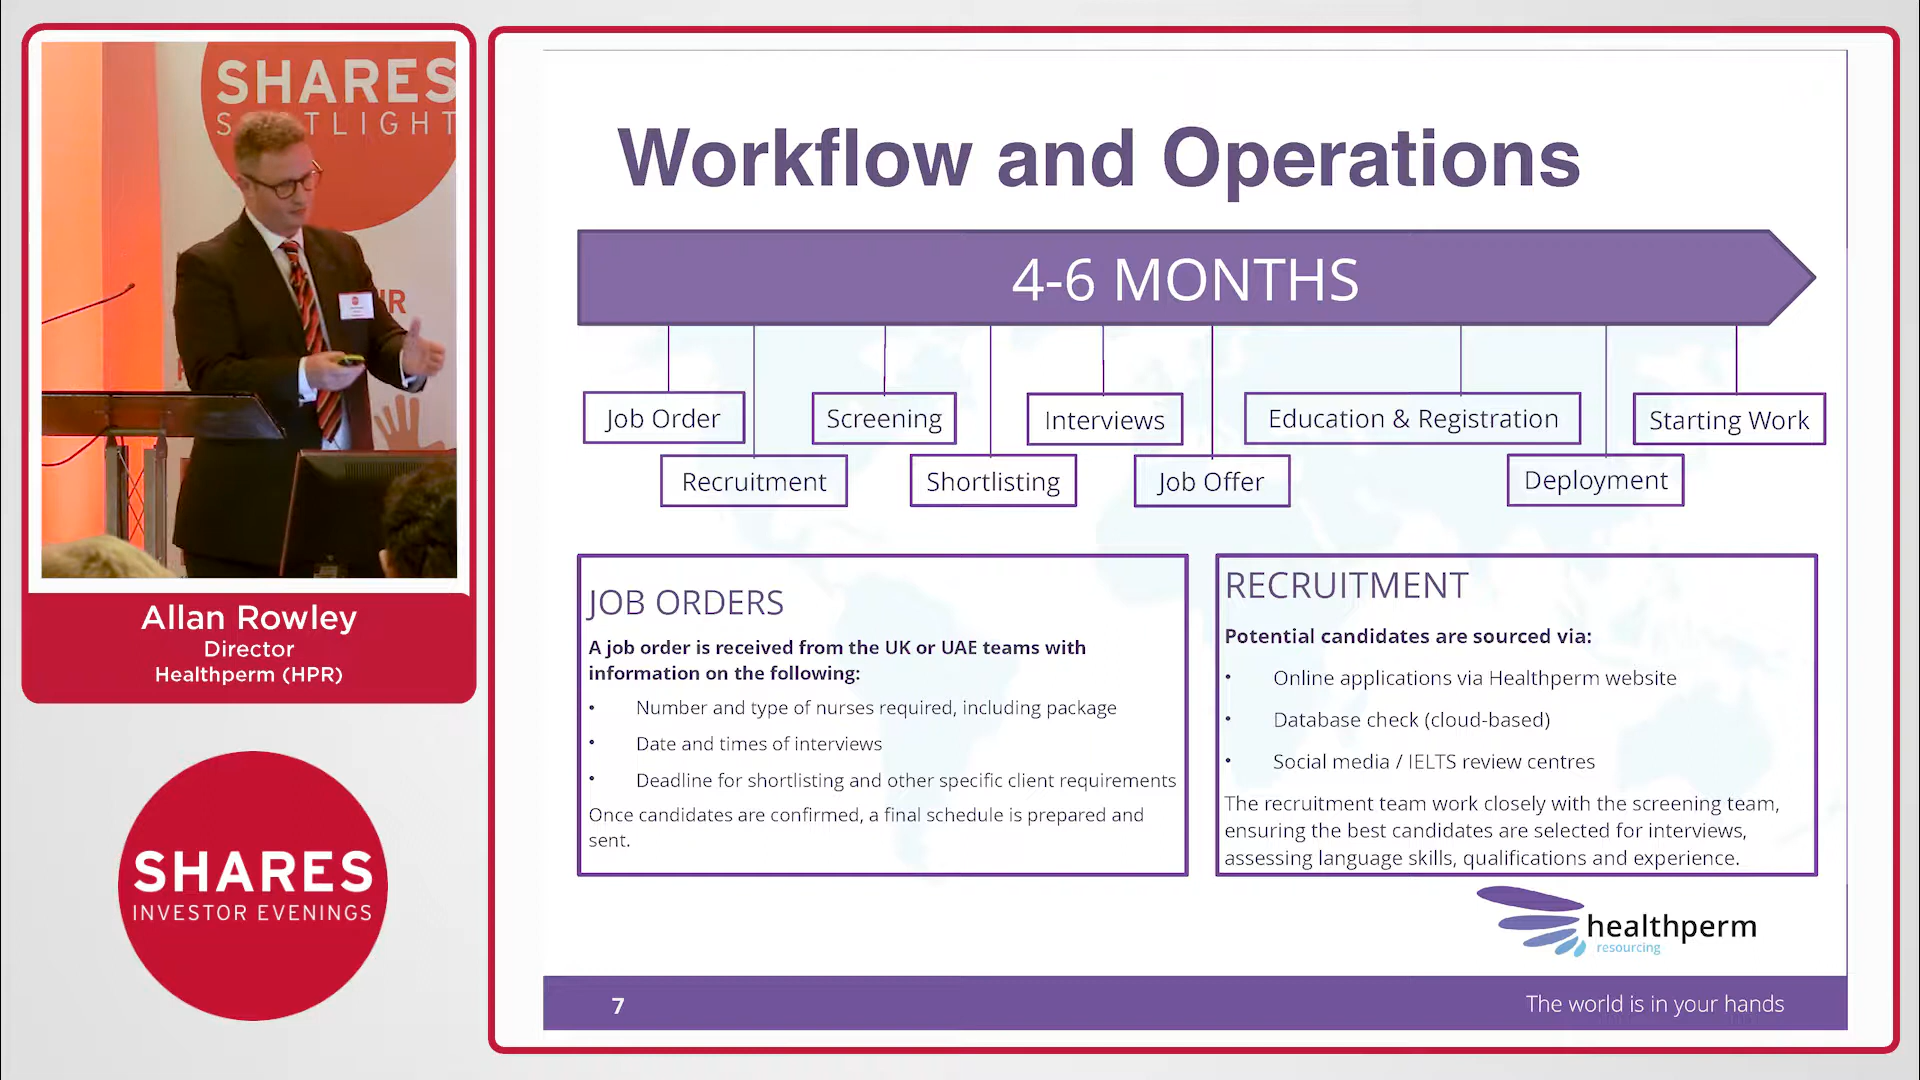 SHARES
S TLIGHT
IR
Allan Rowley
Director
Healthperm (HPR)
SHARES
INVESTOR EVENINGS
Workflow and Operations
4-6 MONTHS
Job Order
Screening
Interviews
Education & Registration
Starting Work
Recruitment
Shortlisting
Job Offer
Deployment
JOB ORDERS
A job order is received from the UK or UAE teams with
information on the following:
• Number and type of nurses required, including package
• Date and times of interviews
• Deadline for shortlisting and other specific client requirements
Once candidates are confirmed, a final schedule is prepared and
sent.
RECRUITMENT
Potential candidates are sourced via:
• Online applications via Healthperm website
• Database check (cloud-based)
• Social media / IELTS review centres
The recruitment team work closely with the screening team,
ensuring the best candidates are selected for interviews,
assessing language skills, qualifications and experience.
healthperm
resourcing
7
The world is in your hands